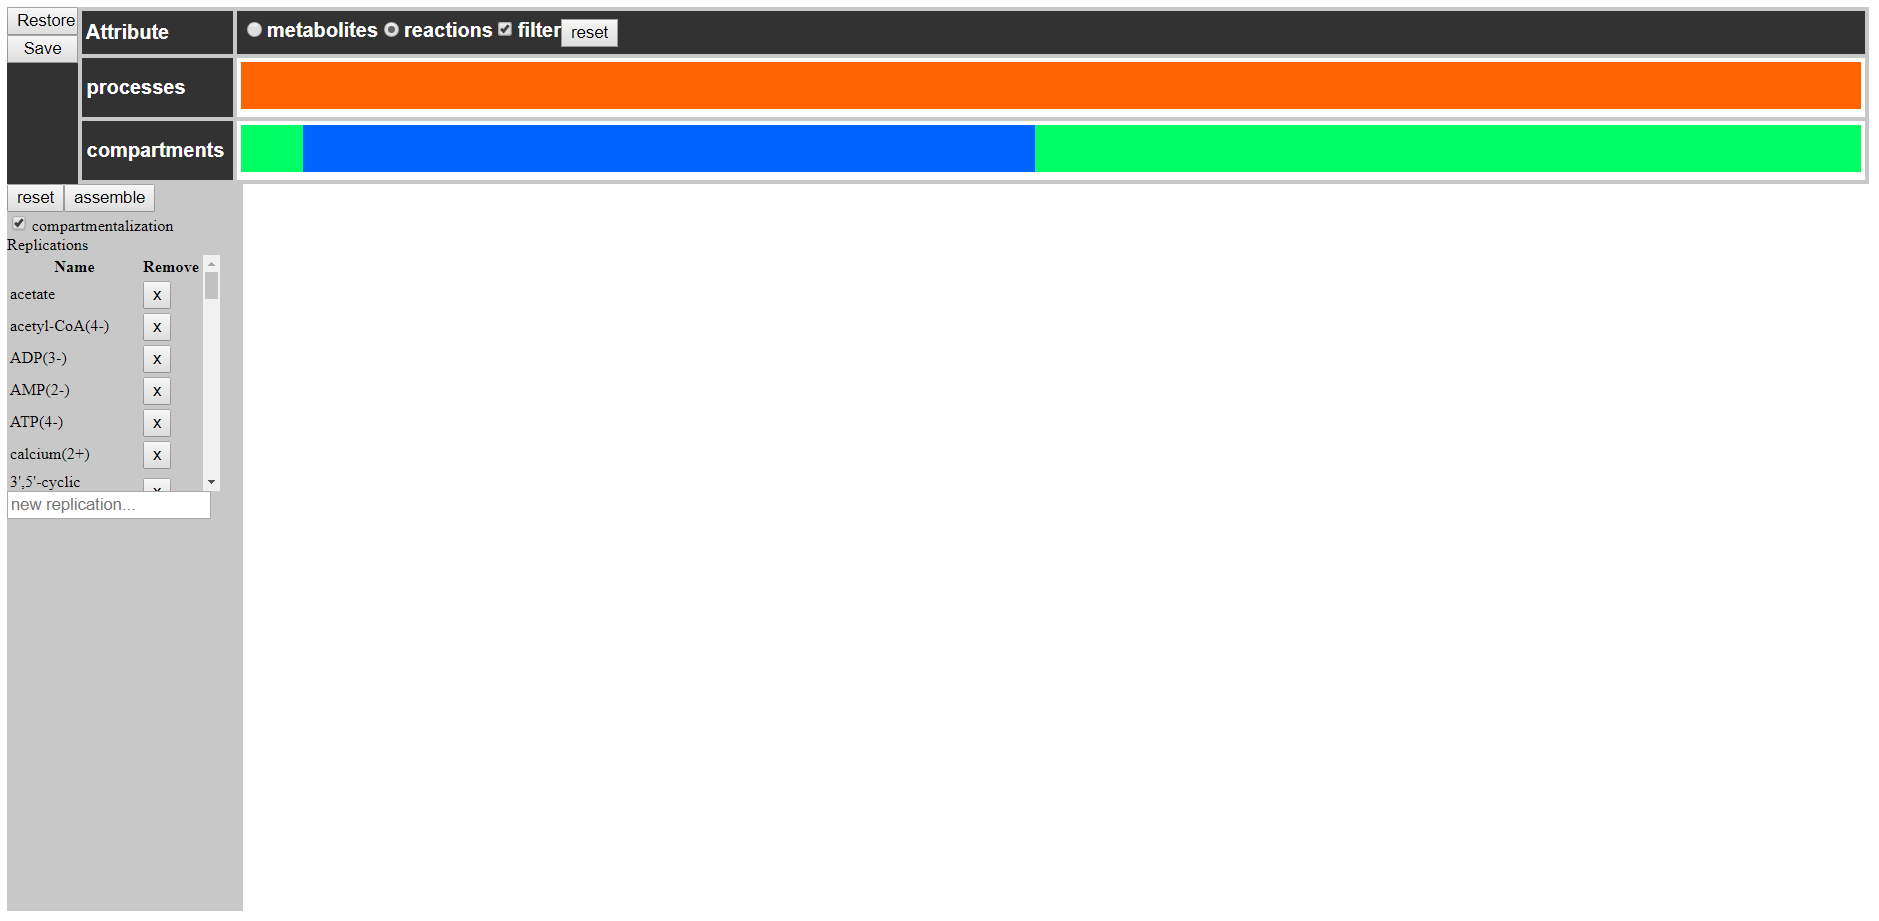 Restore
Save
Attribute
metabolites reactions filter reset
processes
compartments
reset assemble
compartmentalization
Replications
Name Remove
acetate x
acetyl-CoA(4-) x
ADP(3-) x
AMP(2-) x
ATP(4-) x
calcium(2+) x
3',5'-cyclic x
new replication...